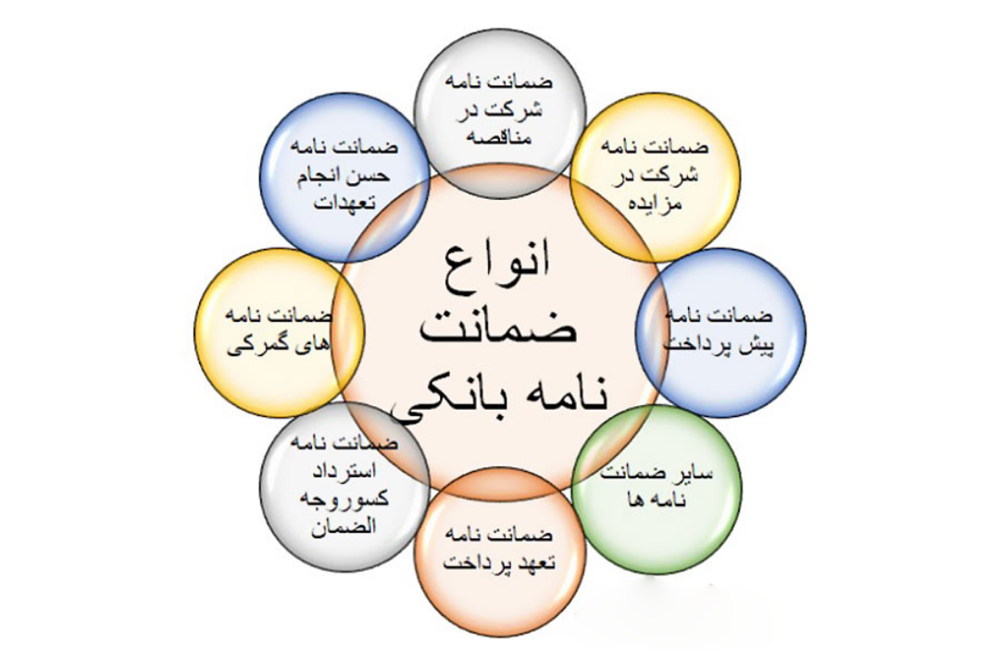 انواع
ضمانت
نامه بانکی
ضمانت نامه
شرکت در
مناقصه
ضمانت نامه
شرکت در
مزایده
ضمانت نامه
پیش پرداخت
سایر ضمانت
نامه ها
ضمانت نامه
تعهد پرداخت
ضمانت نامه
استرداد
کسوروجه
الضمان
ضمانت نامه
های گمرکی
ضمانت نامه
حسن انجام
تعهدات